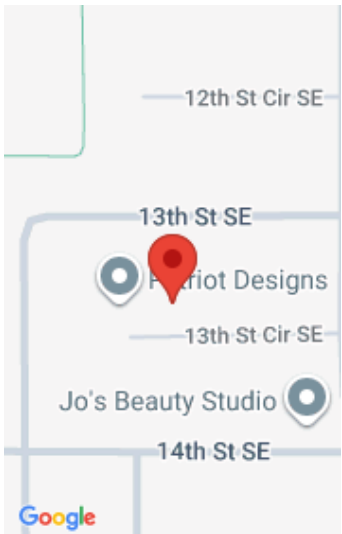 12th St Cir SE
13th St SE
Patriot Designs
13th St Cir SE
Jo's Beauty Studio
14th St SE
Google